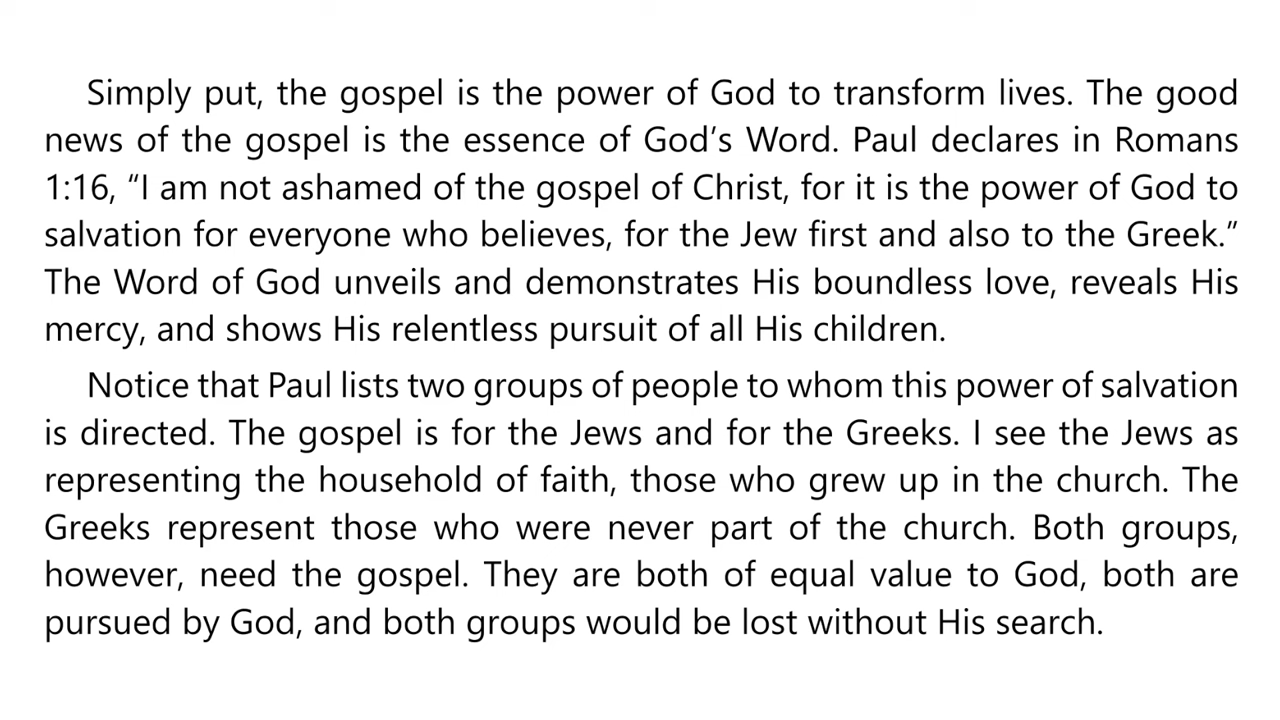 Simply put, the gospel is the power of God to transform lives. The good
news of the gospel is the essence of God’s Word. Paul declares in Romans
1:16, “I am not ashamed of the gospel of Christ, for it is the power of God to
salvation for everyone who believes, for the Jew first and also to the Greek.”
The Word of God unveils and demonstrates His boundless love, reveals His
mercy, and shows His relentless pursuit of all His children.
Notice that Paul lists two groups of people to whom this power of salvation
is directed. The gospel is for the Jews and for the Greeks. I see the Jews as
representing the household of faith, those who grew up in the church. The
Greeks represent those who were never part of the church. Both groups,
however, need the gospel. They are both of equal value to God, both are
pursued by God, and both groups would be lost without His search.